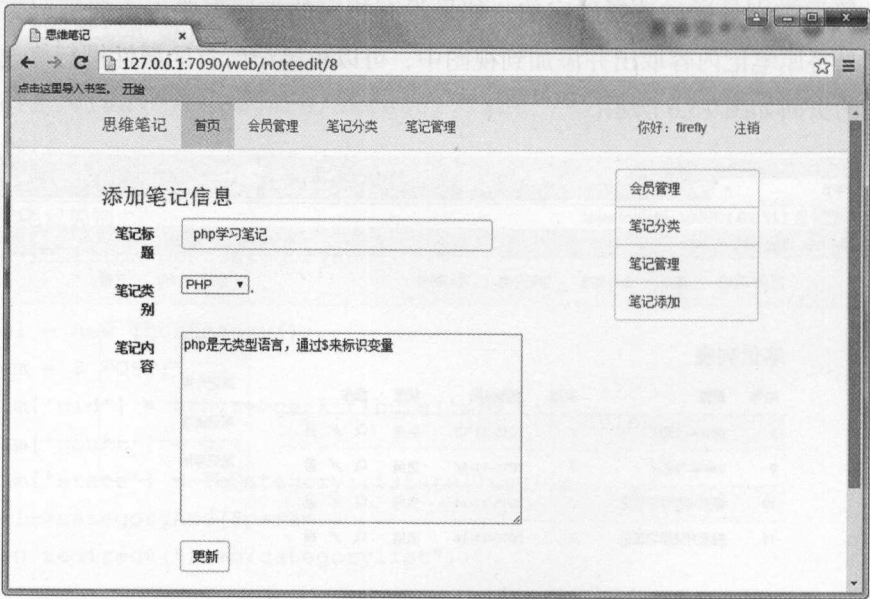 思维笔记
127.0.0.1:7090/web/noteedit/8
点击这里导入书签。 开始
思维笔记 首页 会员管理 笔记分类 笔记管理 你好：firefly 注销
添加笔记信息
笔记标题
php学习笔记
笔记类别
PHP
笔记内容
php是无类型语言，通过$来标识变量
更新
会员管理
笔记分类
笔记管理
笔记添加